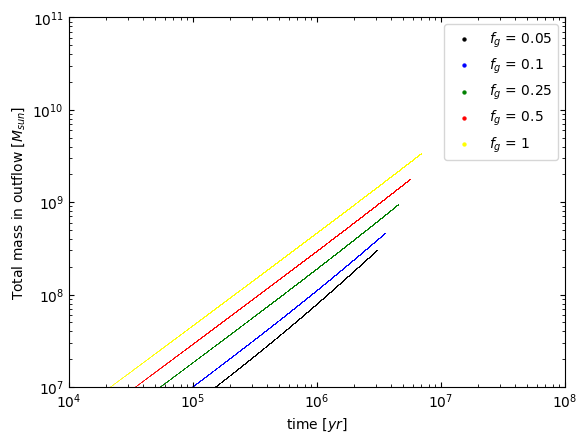 10^11
10^10
10^9
10^8
10^7
Total mass in outflow [M_sun]
f_g = 0.05
f_g = 0.1
f_g = 0.25
f_g = 0.5
f_g = 1
10^4 10^5 10^6 10^7 10^8
time [yr]